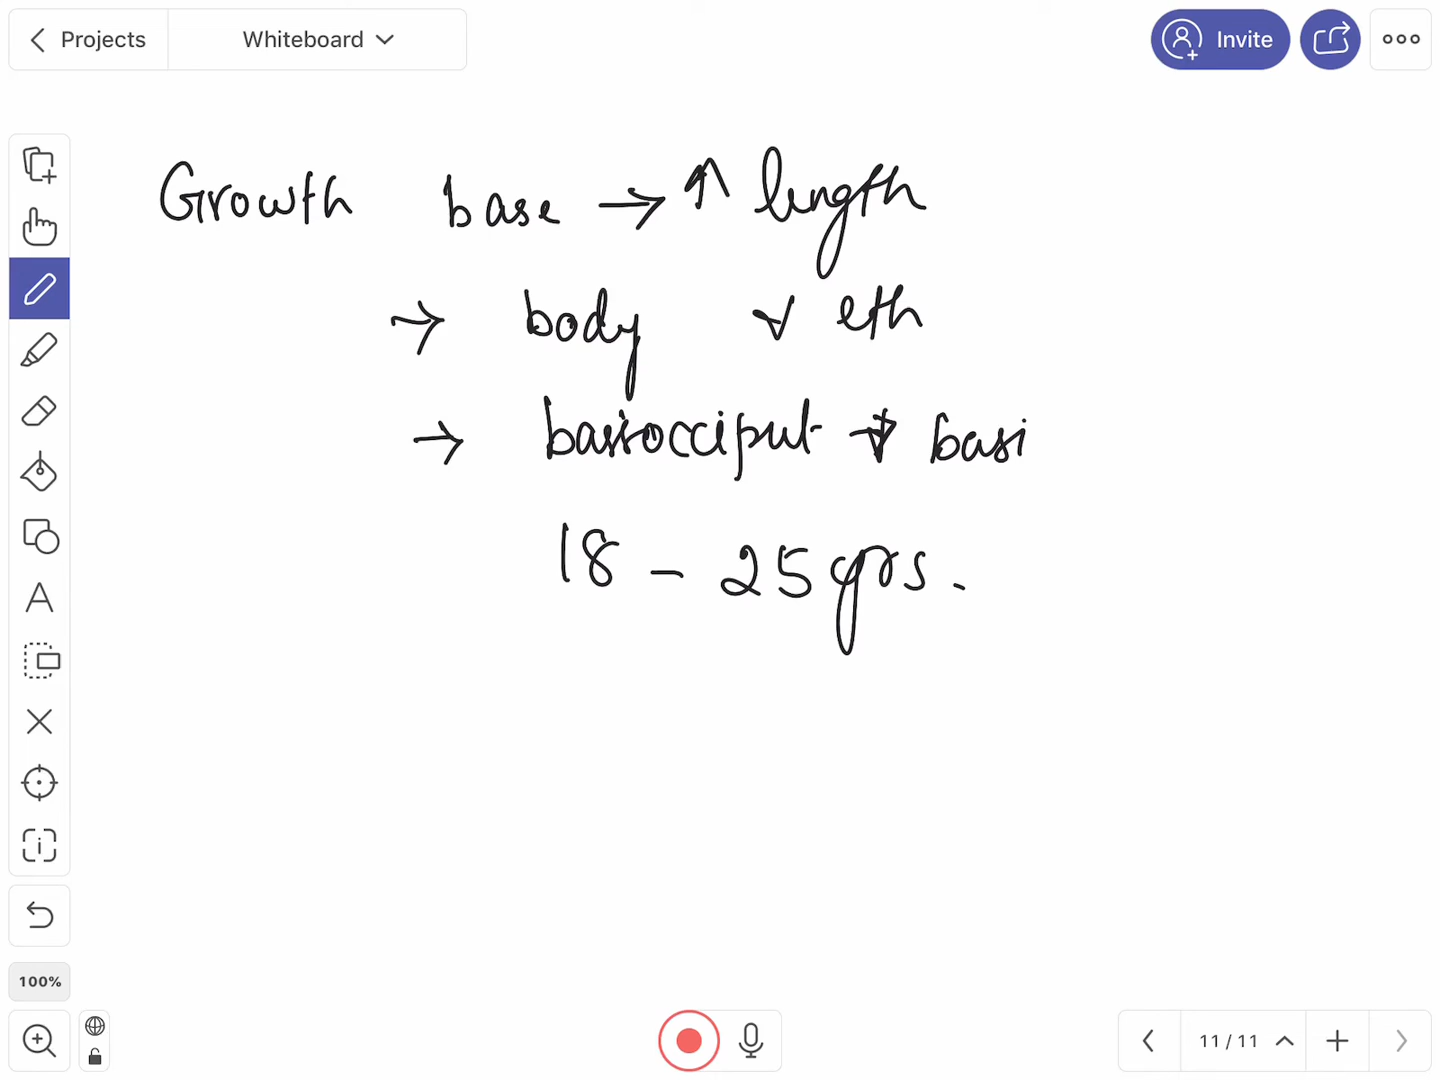 Projects
Whiteboard
Invite
Growth base → ↑ length
→ body ✓ eth
→ basiocciput basi
18 - 25 yrs.
A
100%
11 / 11